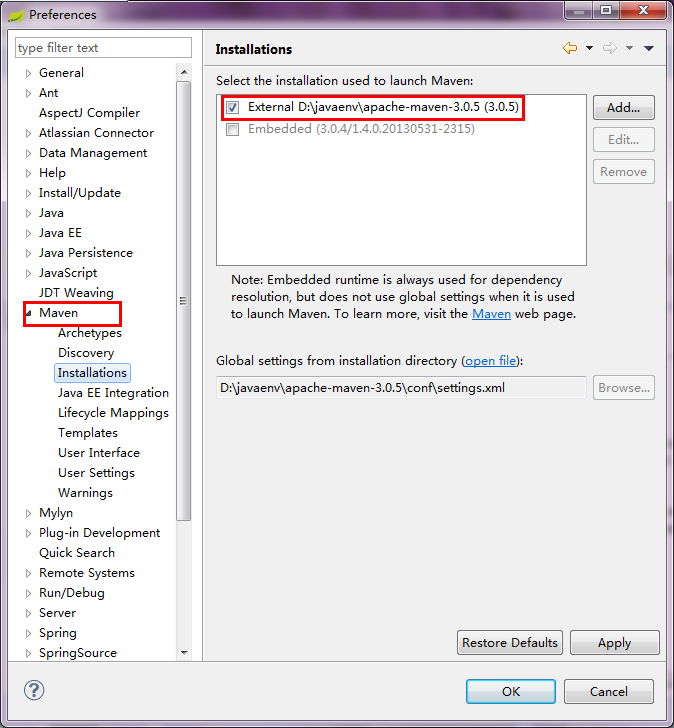 Preferences
type filter text
General
Ant
AspectJ Compiler
Atlassian Connector
Data Management
Help
Install/Update
Java
Java EE
Java Persistence
JavaScript
JDT Weaving
Maven
Archetypes
Discovery
Installations
Java EE Integration
Lifecycle Mappings
Templates
User Interface
User Settings
Warnings
Mylyn
Plug-in Development
Quick Search
Remote Systems
Run/Debug
Server
Spring
SpringSource
Installations
Select the installation used to launch Maven:
External D:\javaenv\apache-maven-3.0.5 (3.0.5)
Embedded (3.0.4/1.4.0.20130531-2315)
Add...
Edit...
Remove
Note: Embedded runtime is always used for dependency
resolution, but does not use global settings when it is used
to launch Maven. To learn more, visit the Maven web page.
Global settings from installation directory (open file):
D:\javaenv\apache-maven-3.0.5\conf\settings.xml
Browse...
Restore Defaults
Apply
?
OK
Cancel